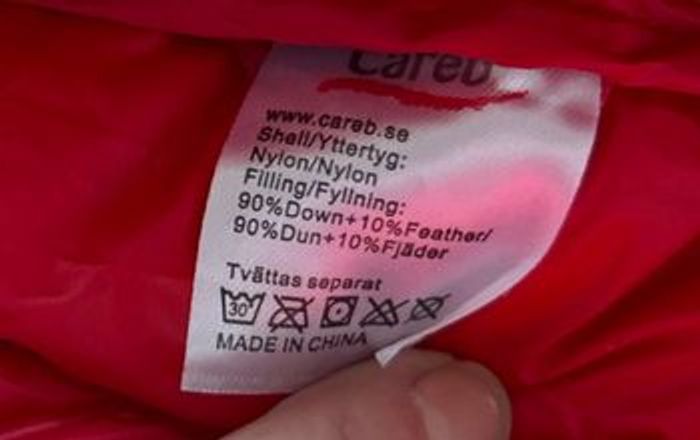 Careb
www.careb.se
Shell/Yttertyg:
Nylon/Nylon
Filling/Fyllning:
90%Down+10%Feather/
90%Dun+10%Fjäder
Tvättas separat
30°
MADE IN CHINA